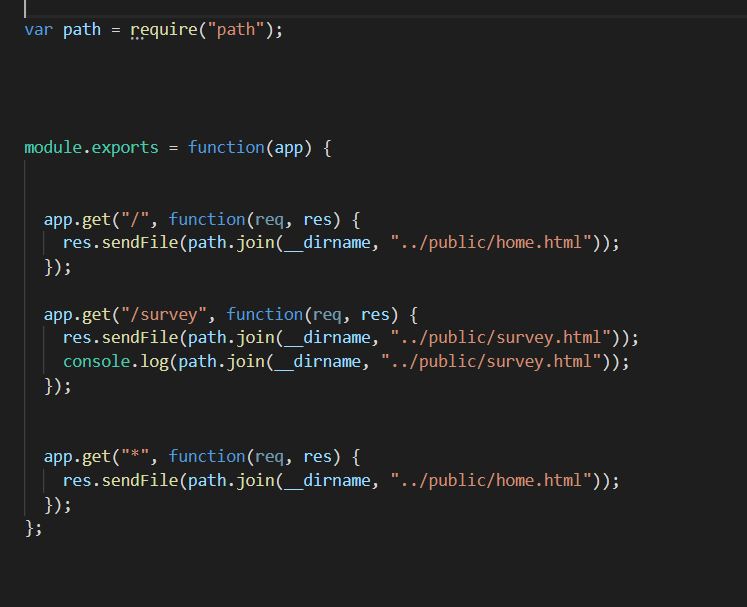 var path = require("path");
module.exports = function(app) {
app.get("/", function(req, res) {
res.sendFile(path.join(__dirname, "../public/home.html"));
});
app.get("/survey", function(req, res) {
res.sendFile(path.join(__dirname, "../public/survey.html"));
console.log(path.join(__dirname, "../public/survey.html"));
});
app.get("*", function(req, res) {
res.sendFile(path.join(__dirname, "../public/home.html"));
});
};